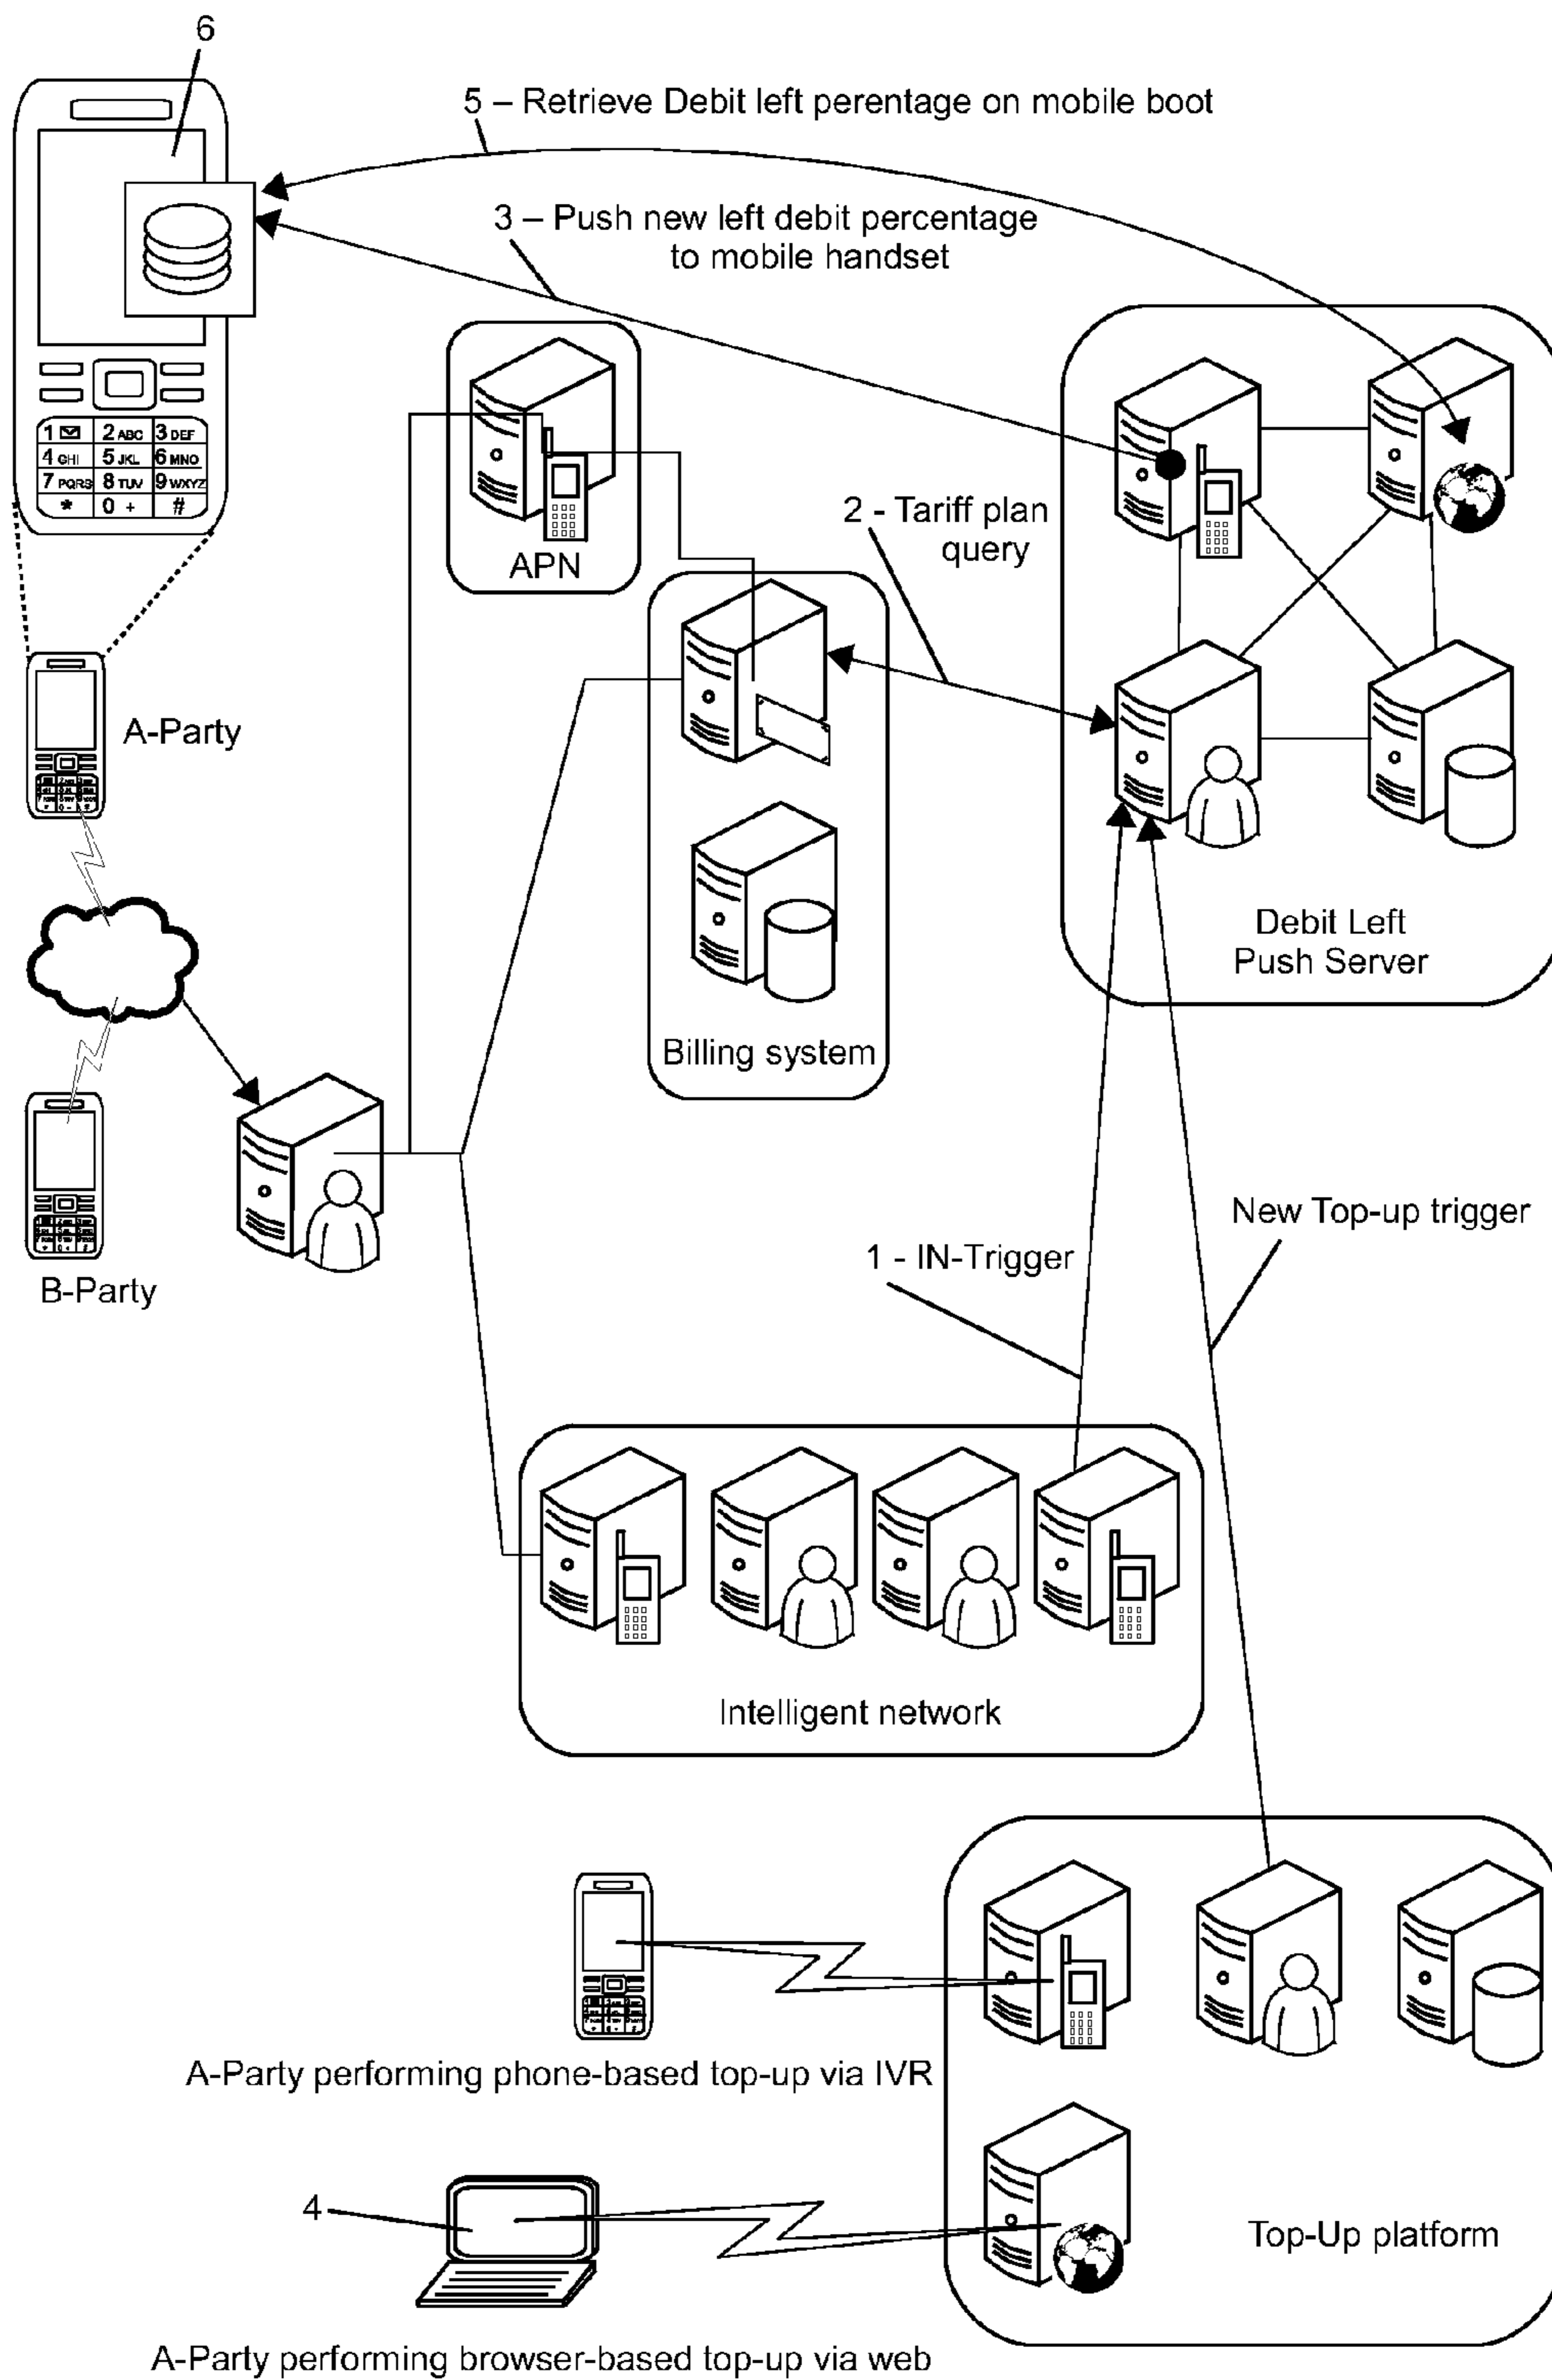 6
5 – Retrieve Debit left perentage on mobile boot
3 – Push new left debit percentage
to mobile handset
1 2 ABC 3 DEF
4 GHI 5 JKL 6 MNO
7 PQRS 8 TUV 9 WXYZ
* 0 + #
APN
2 - Tariff plan
query
A-Party
Debit Left
Push Server
Billing system
B-Party
New Top-up trigger
1 - IN-Trigger
Intelligent network
A-Party performing phone-based top-up via IVR
4
Top-Up platform
A-Party performing browser-based top-up via web